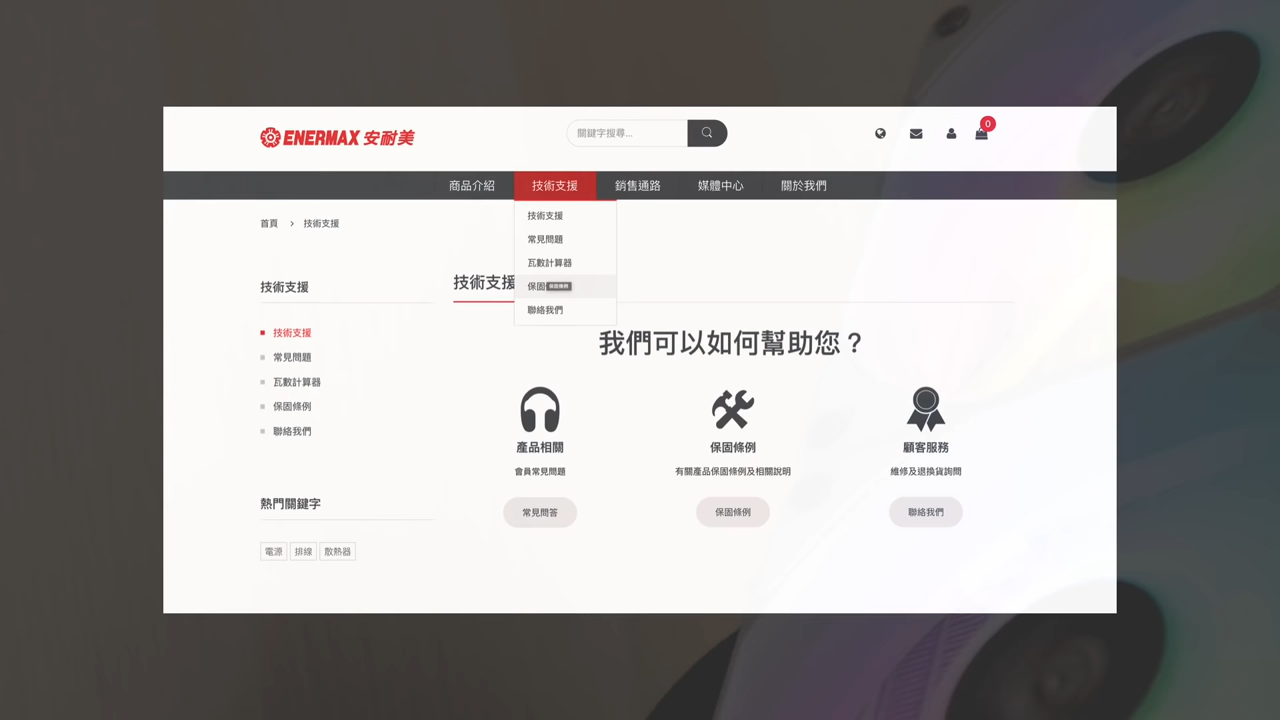 ENERMAX 安耐美
關鍵字搜尋...
0
商品介紹 技術支援 銷售通路 媒體中心 關於我們
首頁 > 技術支援
技術支援
常見問題
瓦數計算器
保固 保固條例
聯絡我們
技術支援
技術支援
常見問題
瓦數計算器
保固條例
聯絡我們
熱門關鍵字
電源 排線 散熱器
技術支援
我們可以如何幫助您？
產品相關 保固條例 顧客服務
會員常見問題 有關產品保固條例及相關說明 維修及退換貨詢問
常見問答 保固條例 聯絡我們